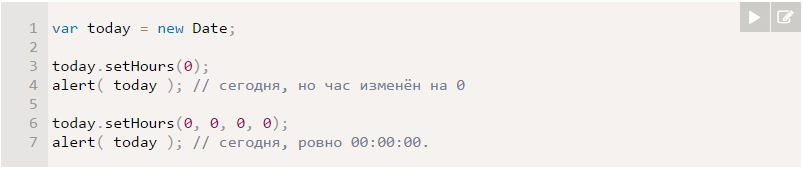 1 var today = new Date;
2
3 today.setHours(0);
4 alert( today ); // сегодня, но час изменён на 0
5
6 today.setHours(0, 0, 0, 0);
7 alert( today ); // сегодня, ровно 00:00:00.